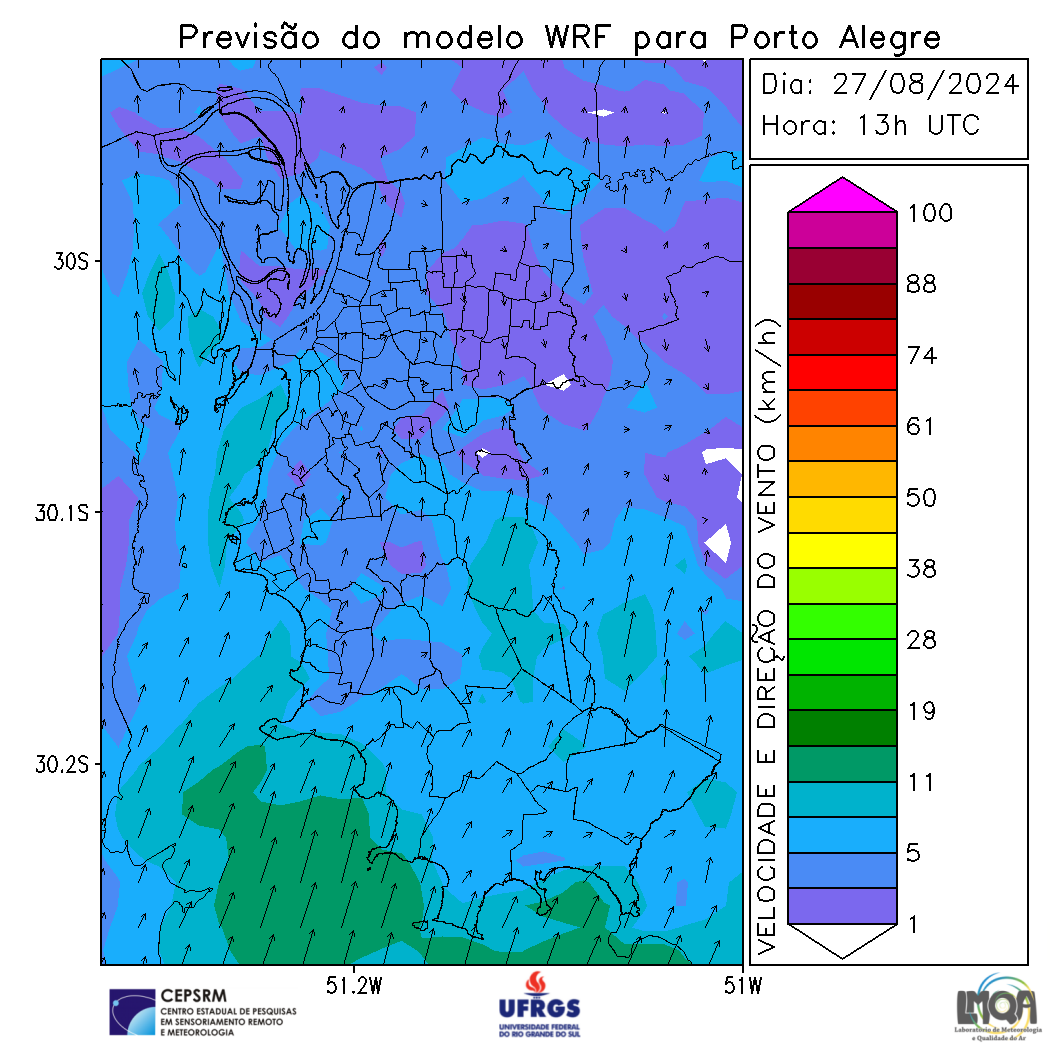 Previsão do modelo WRF para Porto Alegre
Dia: 27/08/2024
Hora: 13h UTC
30S
30.1S
30.2S
51.2W
51W
VELOCIDADE E DIREÇÃO DO VENTO (km/h)
100
88
74
61
50
38
28
19
11
5
1
CEPSRM
CENTRO ESTADUAL DE PESQUISAS
EM SENSORIAMENTO REMOTO
E METEOROLOGIA
UFRGS
UNIVERSIDADE FEDERAL
DO RIO GRANDE DO SUL
LMQA
Laboratório de Meteorologia
e Qualidade do Ar